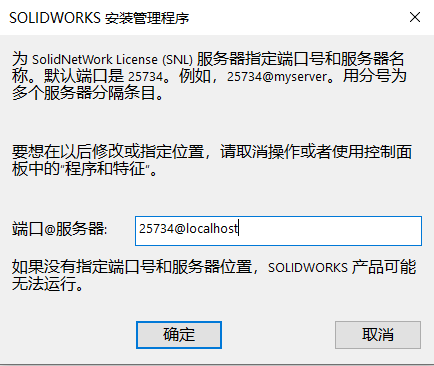 SOLIDWORKS 安装管理程序
为 SolidNetWork License (SNL) 服务器指定端口号和服务器名
称。默认端口是 25734。例如，25734@myserver。用分号为
多个服务器分隔条目。
要想在以后修改或指定位置，请取消操作或者使用控制面
板中的"程序和特征"。
端口@服务器: 25734@localhost
如果没有指定端口号和服务器位置，SOLIDWORKS 产品可能
无法运行。
确定 取消